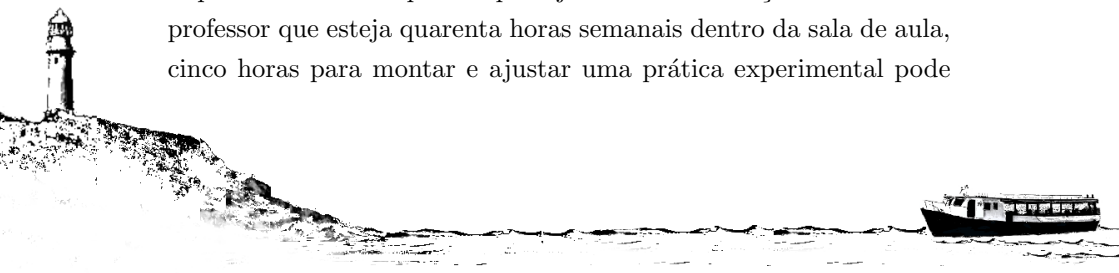 professor que esteja quarenta horas semanais dentro da sala de aula,
cinco horas para montar e ajustar uma prática experimental pode